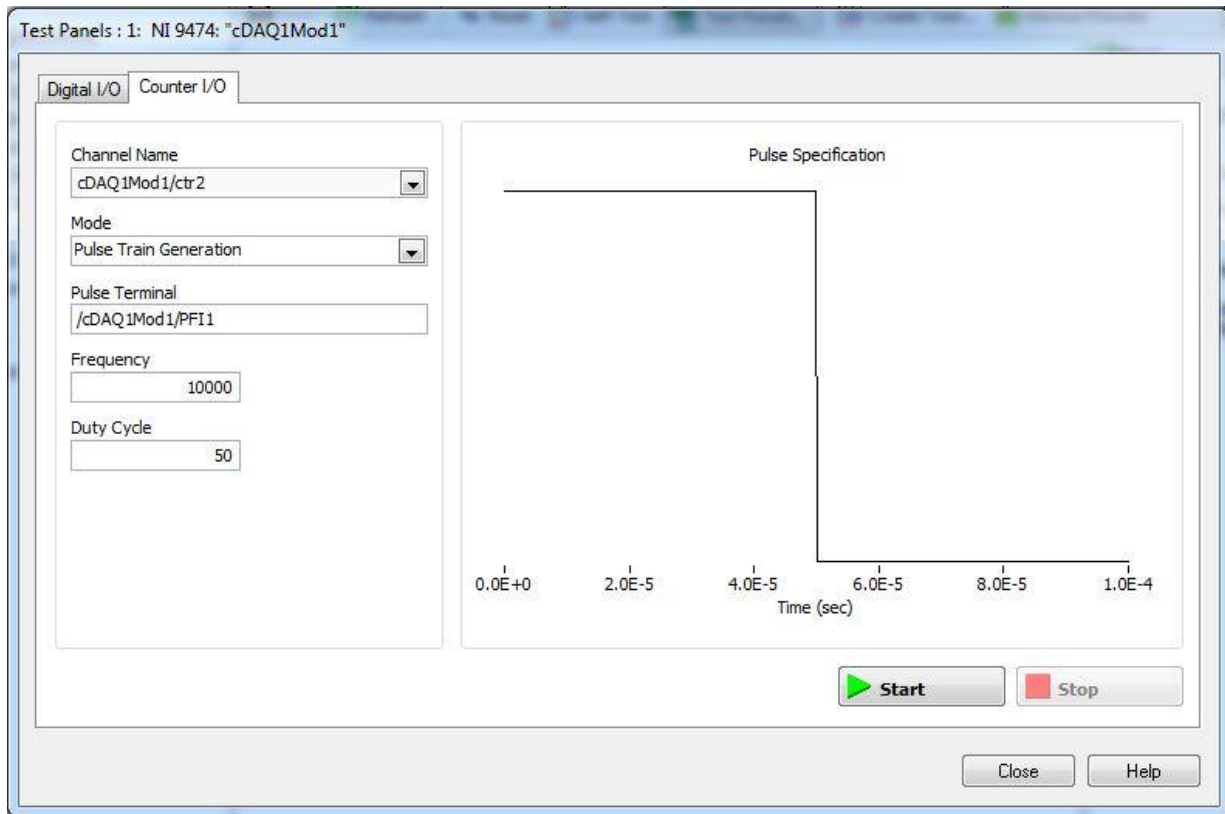 Test Panels : 1: NI 9474: "cDAQ1Mod1"
Digital I/O
Counter I/O
Channel Name
cDAQ1Mod1/ctr2
Mode
Pulse Train Generation
Pulse Terminal
/cDAQ1Mod1/PFI1
Frequency
10000
Duty Cycle
50
Pulse Specification
0.0E+0 2.0E-5 4.0E-5 6.0E-5 8.0E-5 1.0E-4
Time (sec)
Start
Stop
Close
Help